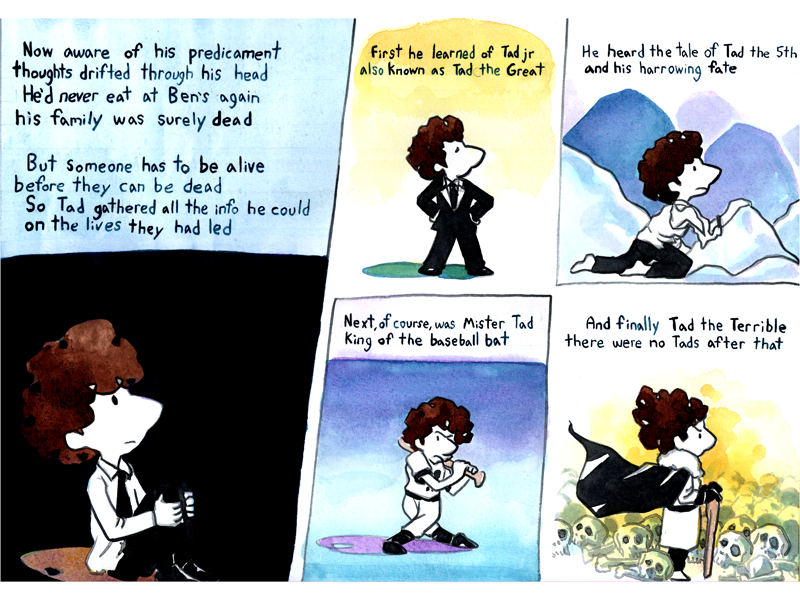 Now aware of his predicament
thoughts drifted through his head
He'd never eat at Ben's again
his family was surely dead
But someone has to be alive
before they can be dead
So Tad gathered all the info he could
on the lives they had led
First he learned of Tad jr
also known as Tad the Great
He heard the tale of Tad the 5th
and his harrowing fate
Next, of course, was Mister Tad
King of the baseball bat
And finally Tad the Terrible
there were no Tads after that